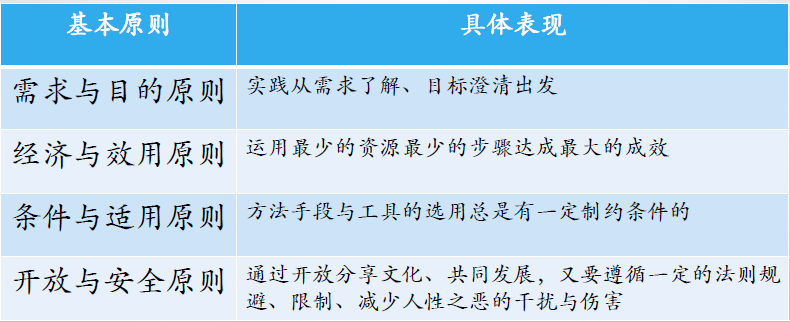 基本原则
具体表现
需求与目的原则
实践从需求了解、目标澄清出发
经济与效用原则
运用最少的资源最少的步骤达成最大的成效
条件与适用原则
方法手段与工具的选用总是有一定制约条件的
开放与安全原则
通过开放分享文化、共同发展，又要遵循一定的法则规
避、限制、减少人性之恶的干扰与伤害